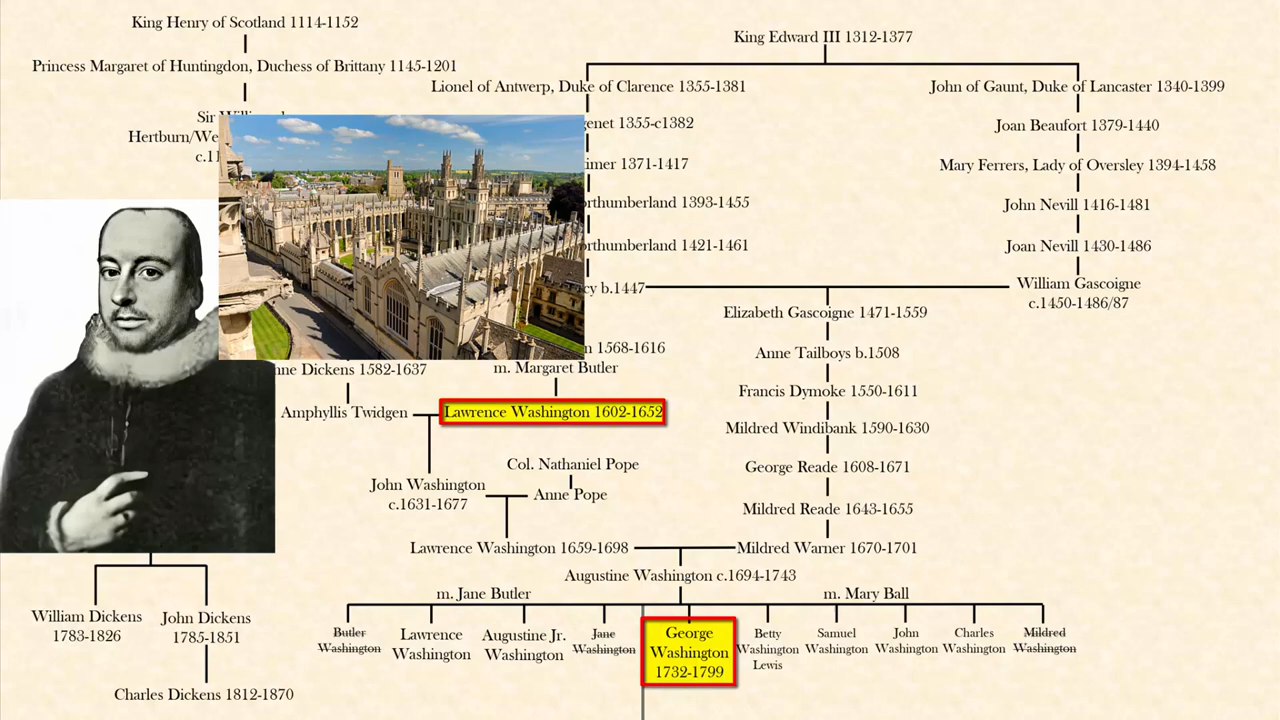 King Henry of Scotland 1114-1152
Princess Margaret of Huntingdon, Duchess of Brittany 1145-1201
Sir
Hertburn/We
King Edward III 1312-1377
Lionel of Antwerp, Duke of Clarence 1355-1381
John of Gaunt, Duke of Lancaster 1340-1399
enet 1355-c1382
Joan Beaufort 1379-1440
imer 1371-1417
Mary Ferrers, Lady of Oversley 1394-1458
orthumberland 1393-1455
John Nevill 1416-1481
orthumberland 1421-1461
Joan Nevill 1430-1486
cy b.1447
William Gascoigne
c.1450-1486/87
Elizabeth Gascoigne 1471-1559
n 1568-1616
m. Margaret Butler
Anne Tailboys b.1508
nne Dickens 1582-1637
Francis Dymoke 1550-1611
Amphyllis Twidgen
Lawrence Washington 1602-1652
Mildred Windibank 1590-1630
Col. Nathaniel Pope
George Reade 1608-1671
John Washington
c.1631-1677
Anne Pope
Mildred Reade 1643-1655
Lawrence Washington 1659-1698
Mildred Warner 1670-1701
Augustine Washington c.1694-1743
m. Jane Butler
m. Mary Ball
William Dickens
1783-1826
John Dickens
1785-1851
Charles Dickens 1812-1870
Butler
Washington
Lawrence
Washington
Augustine Jr.
Washington
Jane
Washington
George
Washington
1732-1799
Betty
Washington
Lewis
Samuel
Washington
John
Washington
Charles
Washington
Mildred
Washington